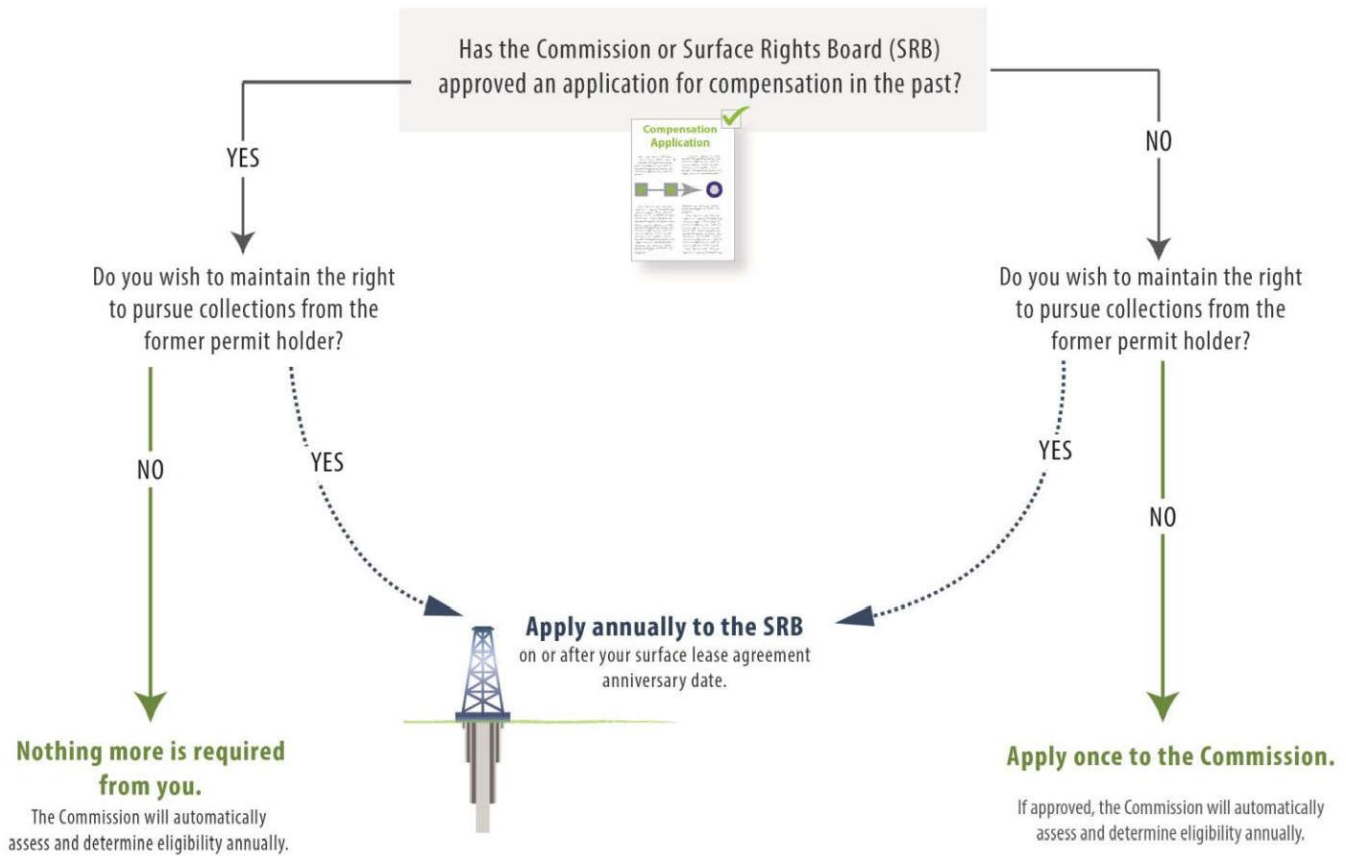 Has the Commission or Surface Rights Board (SRB)
approved an application for compensation in the past?
Compensation
Application
YES
NO
Do you wish to maintain the right
to pursue collections from the
former permit holder?
Do you wish to maintain the right
to pursue collections from the
former permit holder?
NO
YES
YES
NO
Apply annually to the SRB
on or after your surface lease agreement
anniversary date.
Nothing more is required
from you.
The Commission will automatically
assess and determine eligibility annually.
Apply once to the Commission.
If approved, the Commission will automatically
assess and determine eligibility annually.